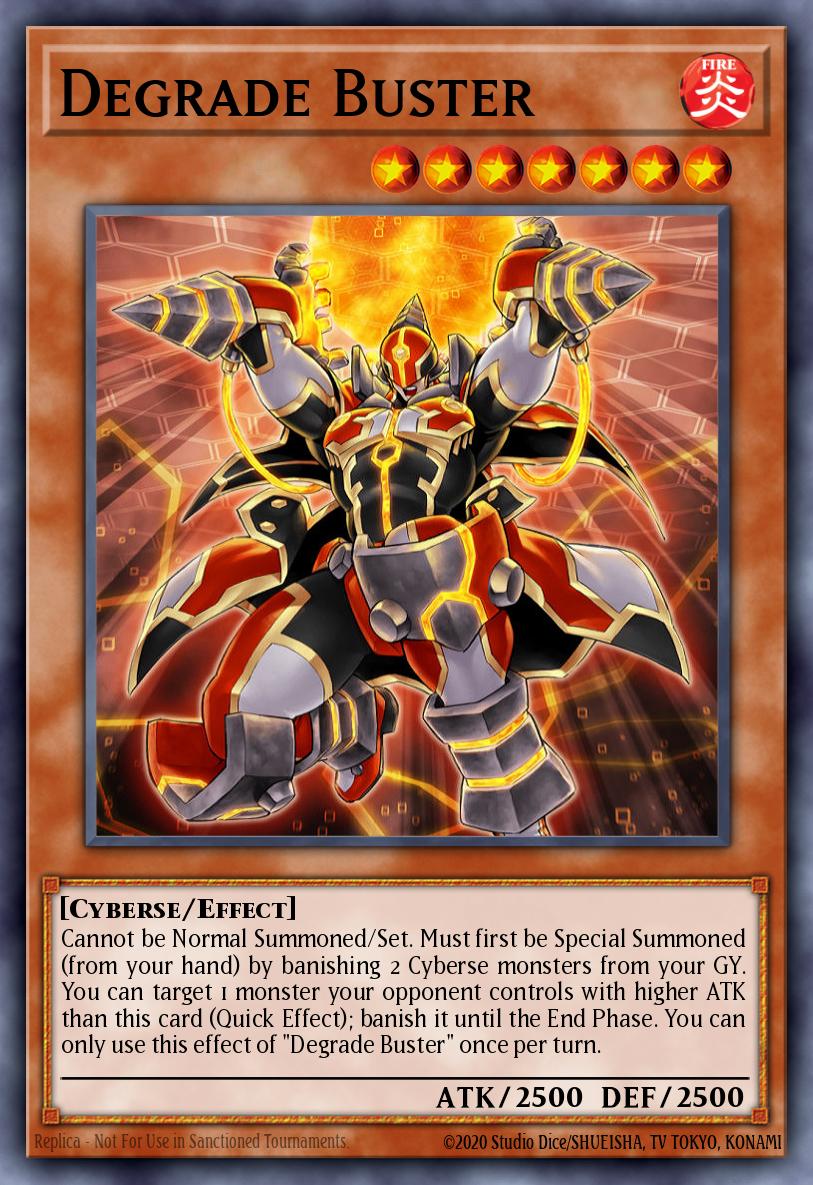 Degrade Buster
FIRE
炎
[Cyberse/Effect]
Cannot be Normal Summoned/Set. Must first be Special Summoned
(from your hand) by banishing 2 Cyberse monsters from your GY.
You can target 1 monster your opponent controls with higher ATK
than this card (Quick Effect); banish it until the End Phase. You can
only use this effect of "Degrade Buster" once per turn.
ATK/2500 DEF/2500
Replica - Not For Use in Sanctioned Tournaments.
©2020 Studio Dice/SHUEISHA, TV TOKYO, KONAMI